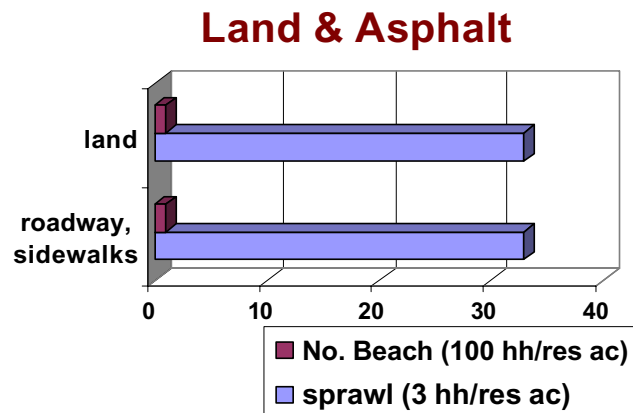 Land & Asphalt
land
roadway,
sidewalks
0 10 20 30 40
No. Beach (100 hh/res ac)
sprawl (3 hh/res ac)